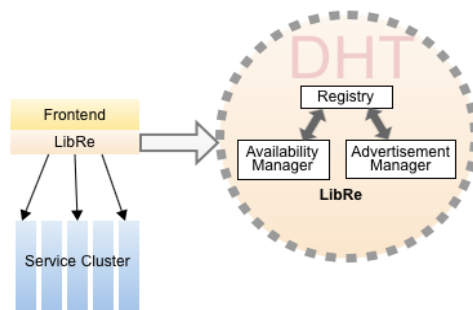 Frontend
LibRe
Service Cluster
DHT
Registry
Availability
Manager
Advertisement
Manager
LibRe